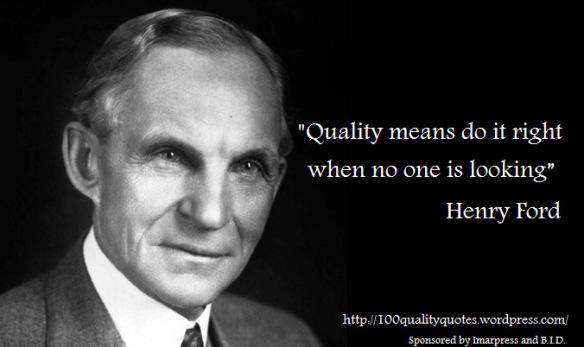 "Quality means do it right
when no one is looking”
Henry Ford
http://100qualityquotes.wordpress.com/
Sponsored by Imarpress and B.I.D.